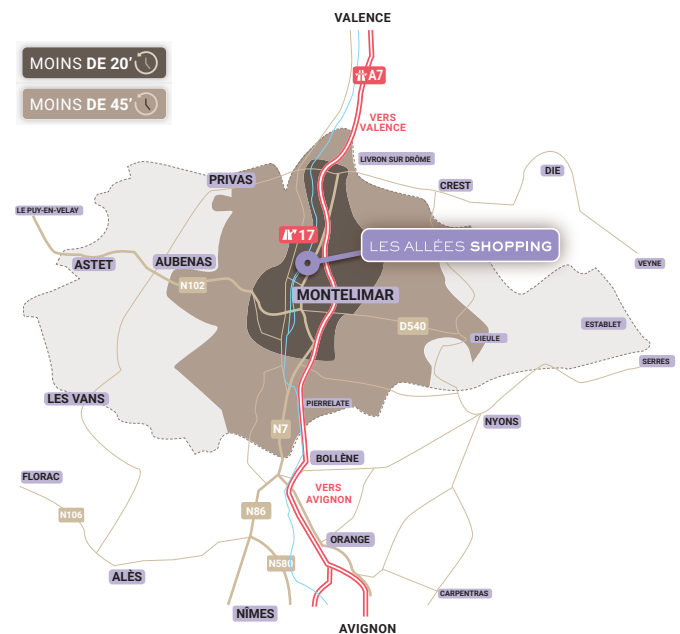 VALENCE
MOINS DE 20'
A7
MOINS DE 45'
VERS
VALENCE
LIVRON SUR DRÔME
DIE
PRIVAS
CREST
LE PUY-EN-VELAY
17
LES ALLÉES SHOPPING
ASTET
AUBENAS
VEYNE
N102
MONTELIMAR
D540
ESTABLET
DIEULE
SERRES
LES VANS
PIERRELATE
NYONS
N7
BOLLÈNE
FLORAC
VERS
AVIGNON
N106
N86
ORANGE
N580
ALÈS
CARPENTRAS
NÎMES
AVIGNON